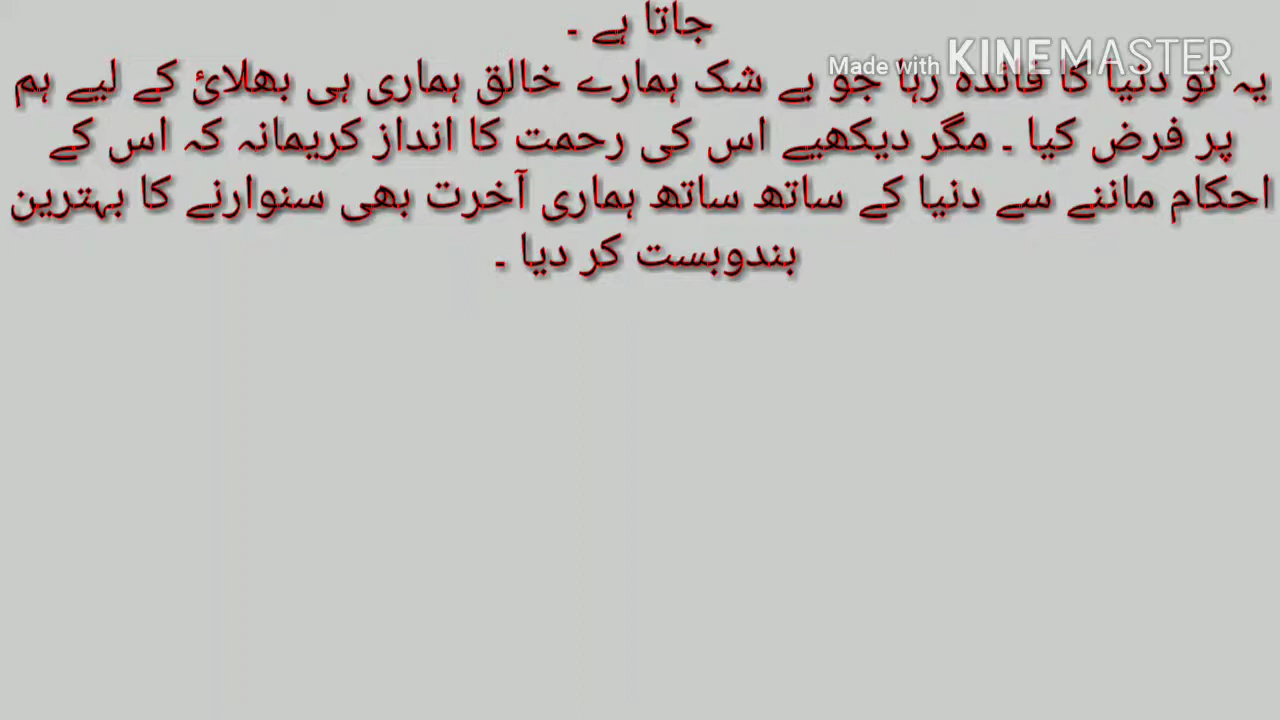 جاتا ہے ۔
Made with KINEMASTER
یہ تو دنیا کا فائدہ رہا جو بے شک ہمارے خالق ہماری ہی بھلائ کے لیے ہم
پر فرض کیا ۔ مگر دیکھیے اس کی رحمت کا انداز کریمانہ کہ اس کے
احکام ماننے سے دنیا کے ساتھ ساتھ ہماری آخرت بھی سنوارنے کا بہترین
بندوبست کر دیا ۔